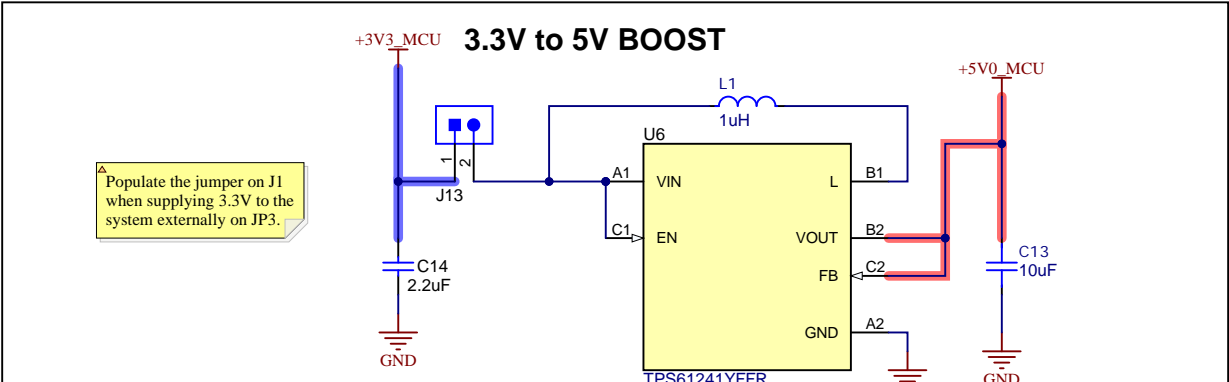 +3V3_MCU
3.3V to 5V BOOST
+5V0_MCU
L1
1uH
U6
1
2
J13
A1
VIN
L
B1
Populate the jumper on J1
when supplying 3.3V to the
system externally on JP3.
C1
EN
VOUT
B2
C14
2.2uF
FB
C2
C13
10uF
GND
A2
GND
TPS61241YFFR
GND